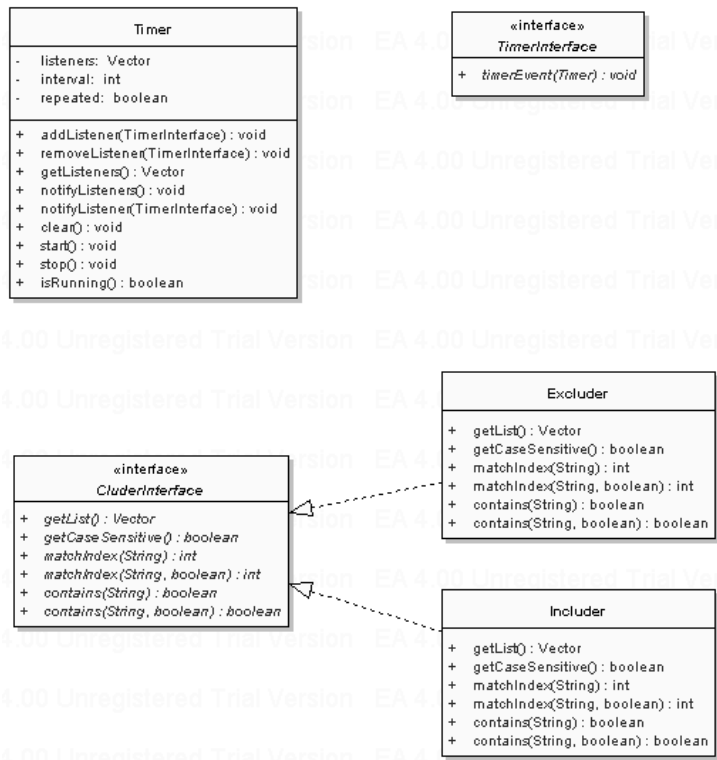 Timer
- listeners: Vector
- interval: int
- repeated: boolean
+ addListener(TimerInterface) : void
+ removeListener(TimerInterface) : void
+ getListeners() : Vector
+ notifyListeners() : void
+ notifyListener(TimerInterface) : void
+ clear() : void
+ start() : void
+ stop() : void
+ isRunning() : boolean
«interface»
TimerInterface
+ timerEvent(Timer) : void
«interface»
CluderInterface
+ getList() : Vector
+ getCaseSensitive() : boolean
+ matchIndex(String) : int
+ matchIndex(String, boolean) : int
+ contains(String) : boolean
+ contains(String, boolean) : boolean
Excluder
+ getList() : Vector
+ getCaseSensitive() : boolean
+ matchIndex(String) : int
+ matchIndex(String, boolean) : int
+ contains(String) : boolean
+ contains(String, boolean) : boolean
Includer
+ getList() : Vector
+ getCaseSensitive() : boolean
+ matchIndex(String) : int
+ matchIndex(String, boolean) : int
+ contains(String) : boolean
+ contains(String, boolean) : boolean
4.00 Unregistered Trial Version EA 4.00 Unregistered Trial Ver